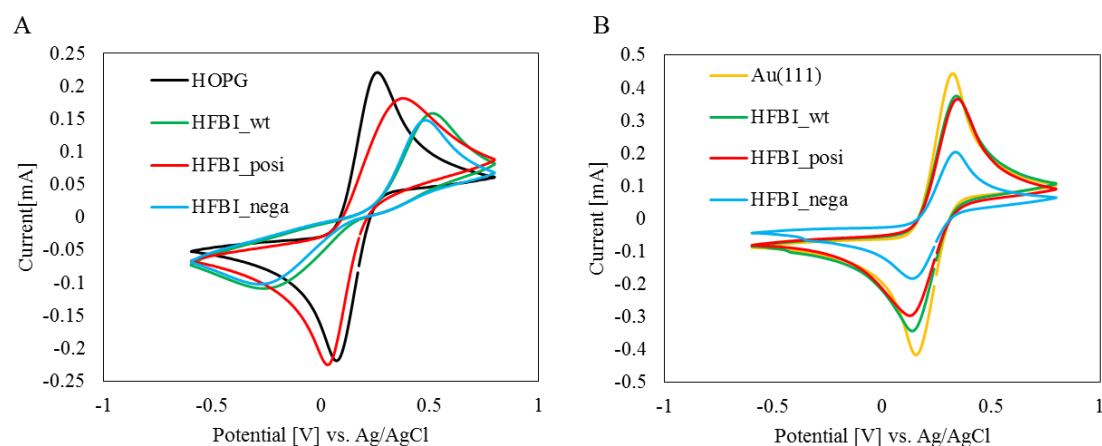 A
0.25
0.2
0.15
0.1
0.05
0
-0.05
-0.1
-0.15
-0.2
-0.25
Current[mA]
HOPG
HFBI_wt
HFBI_posi
HFBI_nega
-1
-0.5
0
0.5
1
Potential [V] vs. Ag/AgCl
B
0.5
0.4
0.3
0.2
0.1
0
-0.1
-0.2
-0.3
-0.4
-0.5
Current [mA]
Au(111)
HFBI_wt
HFBI_posi
HFBI_nega
-1
-0.5
0
0.5
1
Potential [V] vs. Ag/AgCl